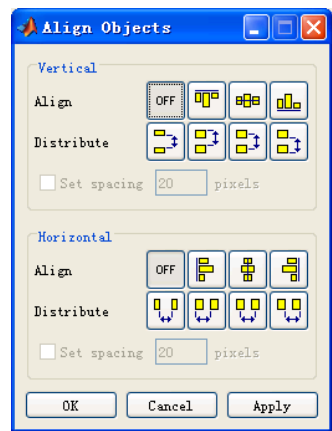 Align Objects
Vertical
Align OFF
Distribute
Set spacing 20 pixels
Horizontal
Align OFF
Distribute
Set spacing 20 pixels
OK Cancel Apply